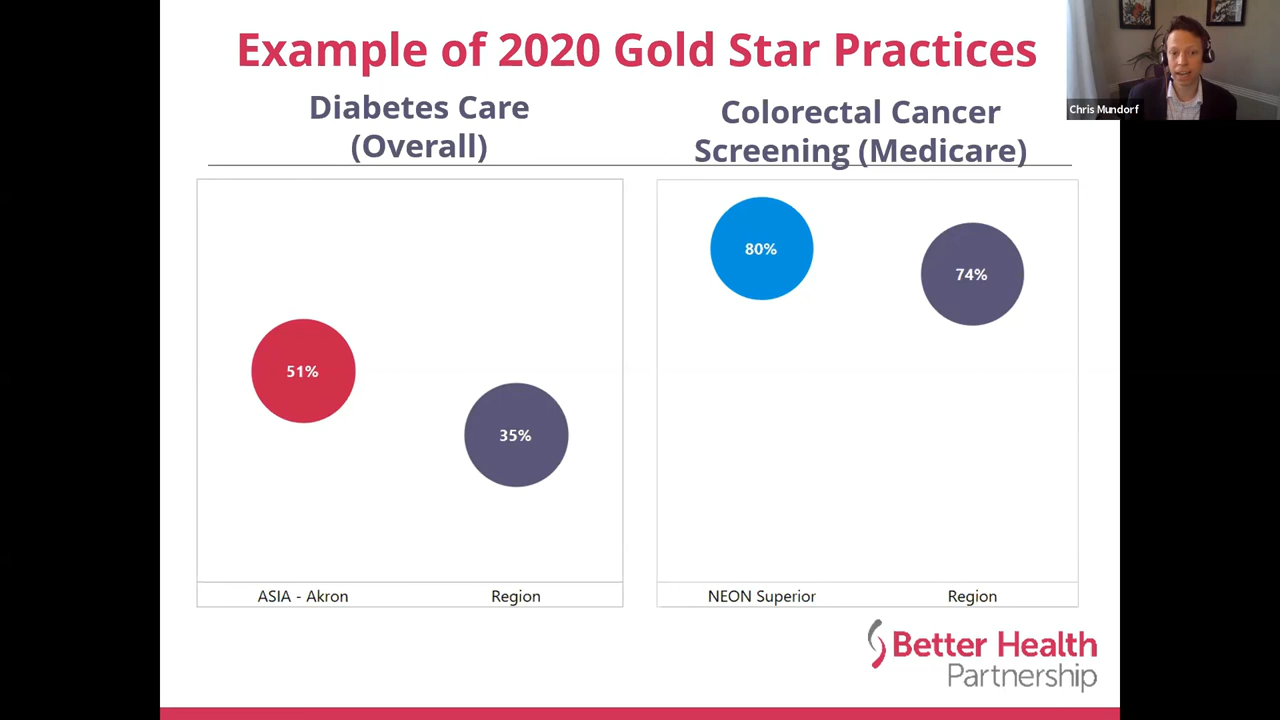 Example of 2020 Gold Star Practices
Chris Mundorf
Diabetes Care
(Overall)
Colorectal Cancer
Screening (Medicare)
51%
35%
80%
74%
ASIA - Akron
Region
NEON Superior
Region
Better Health
Partnership